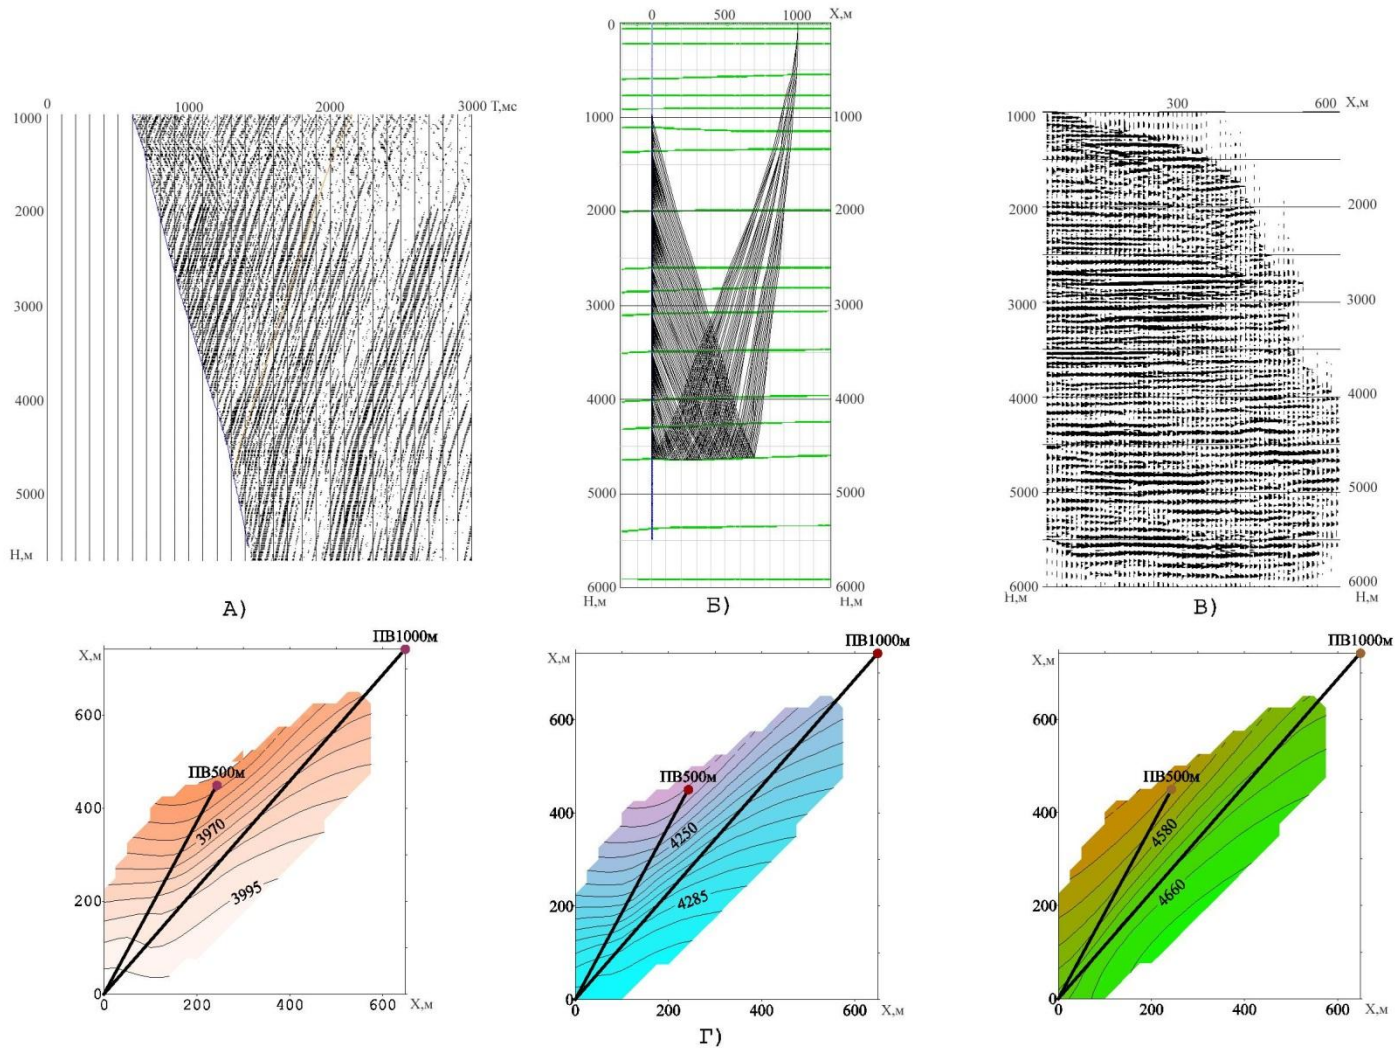 0 1000 2000 3000 Т,мс
1000
2000
3000
4000
5000
Н,м
А)
0 500 1000 Х,м
0
1000 1000
2000 2000
3000 3000
4000 4000
5000 5000
6000 6000
Н,м Н,м
Б)
300 600 Х,м
1000 1000
2000 2000
3000 3000
4000 4000
5000 5000
6000 6000
Н,м Н,м
В)
ПВ1000м
Х,м
600
ПВ500м
400
3970
3995
200
0
0 200 400 600 Х,м
ПВ1000м
Х,м
600
ПВ500м
400
4250
4285
200
0
0 200 400 600 Х,м
ПВ1000м
Х,м
600
ПВ500м
400
4580
4660
200
0
0 200 400 600 Х,м
Г)